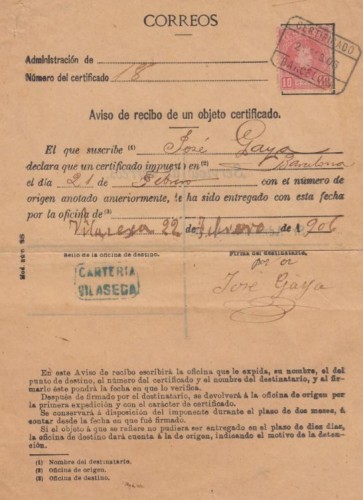 CORREOS
CERTIFICADO
BARCELONA
10
Administración de
Número del certificado 18
Aviso de recibo de un objeto certificado.
El que suscribe (1) José Gaya
declara que un certificado impuesto en (2) Barcelona
el día 21 de Febrero con el número de
origen anotado anteriormente, le ha sido entregado con esta fecha
por la oficina de (3)
Vilaseca 22 de Febrero de 1906
Sello de la oficina de destino.
Firma del destinatario,
CARTERIA
VILASECA
José Gaya
En este Aviso de recibo escribirá la oficina que le expida, su nombre, el del
punto de destino, el número del certificado y el nombre del destinatario, y al fir-
marlo éste pondrá la fecha en que lo verifica.
Después de firmado por el destinatario, se devolverá á la oficina de origen por
la primera expedición y con el carácter de certificado.
Se conservará á disposición del imponente durante el plazo de dos meses, á
contar desde la fecha en que fué firmado.
Si el objeto á que se refiere no pudiera ser entregado en el plazo de diez días,
la oficina de destino dará cuenta á la de origen, indicando el motivo de la deten-
ción.
(1) Nombre del destinatario.
(2) Oficina de origen.
(3) Oficina de destino.